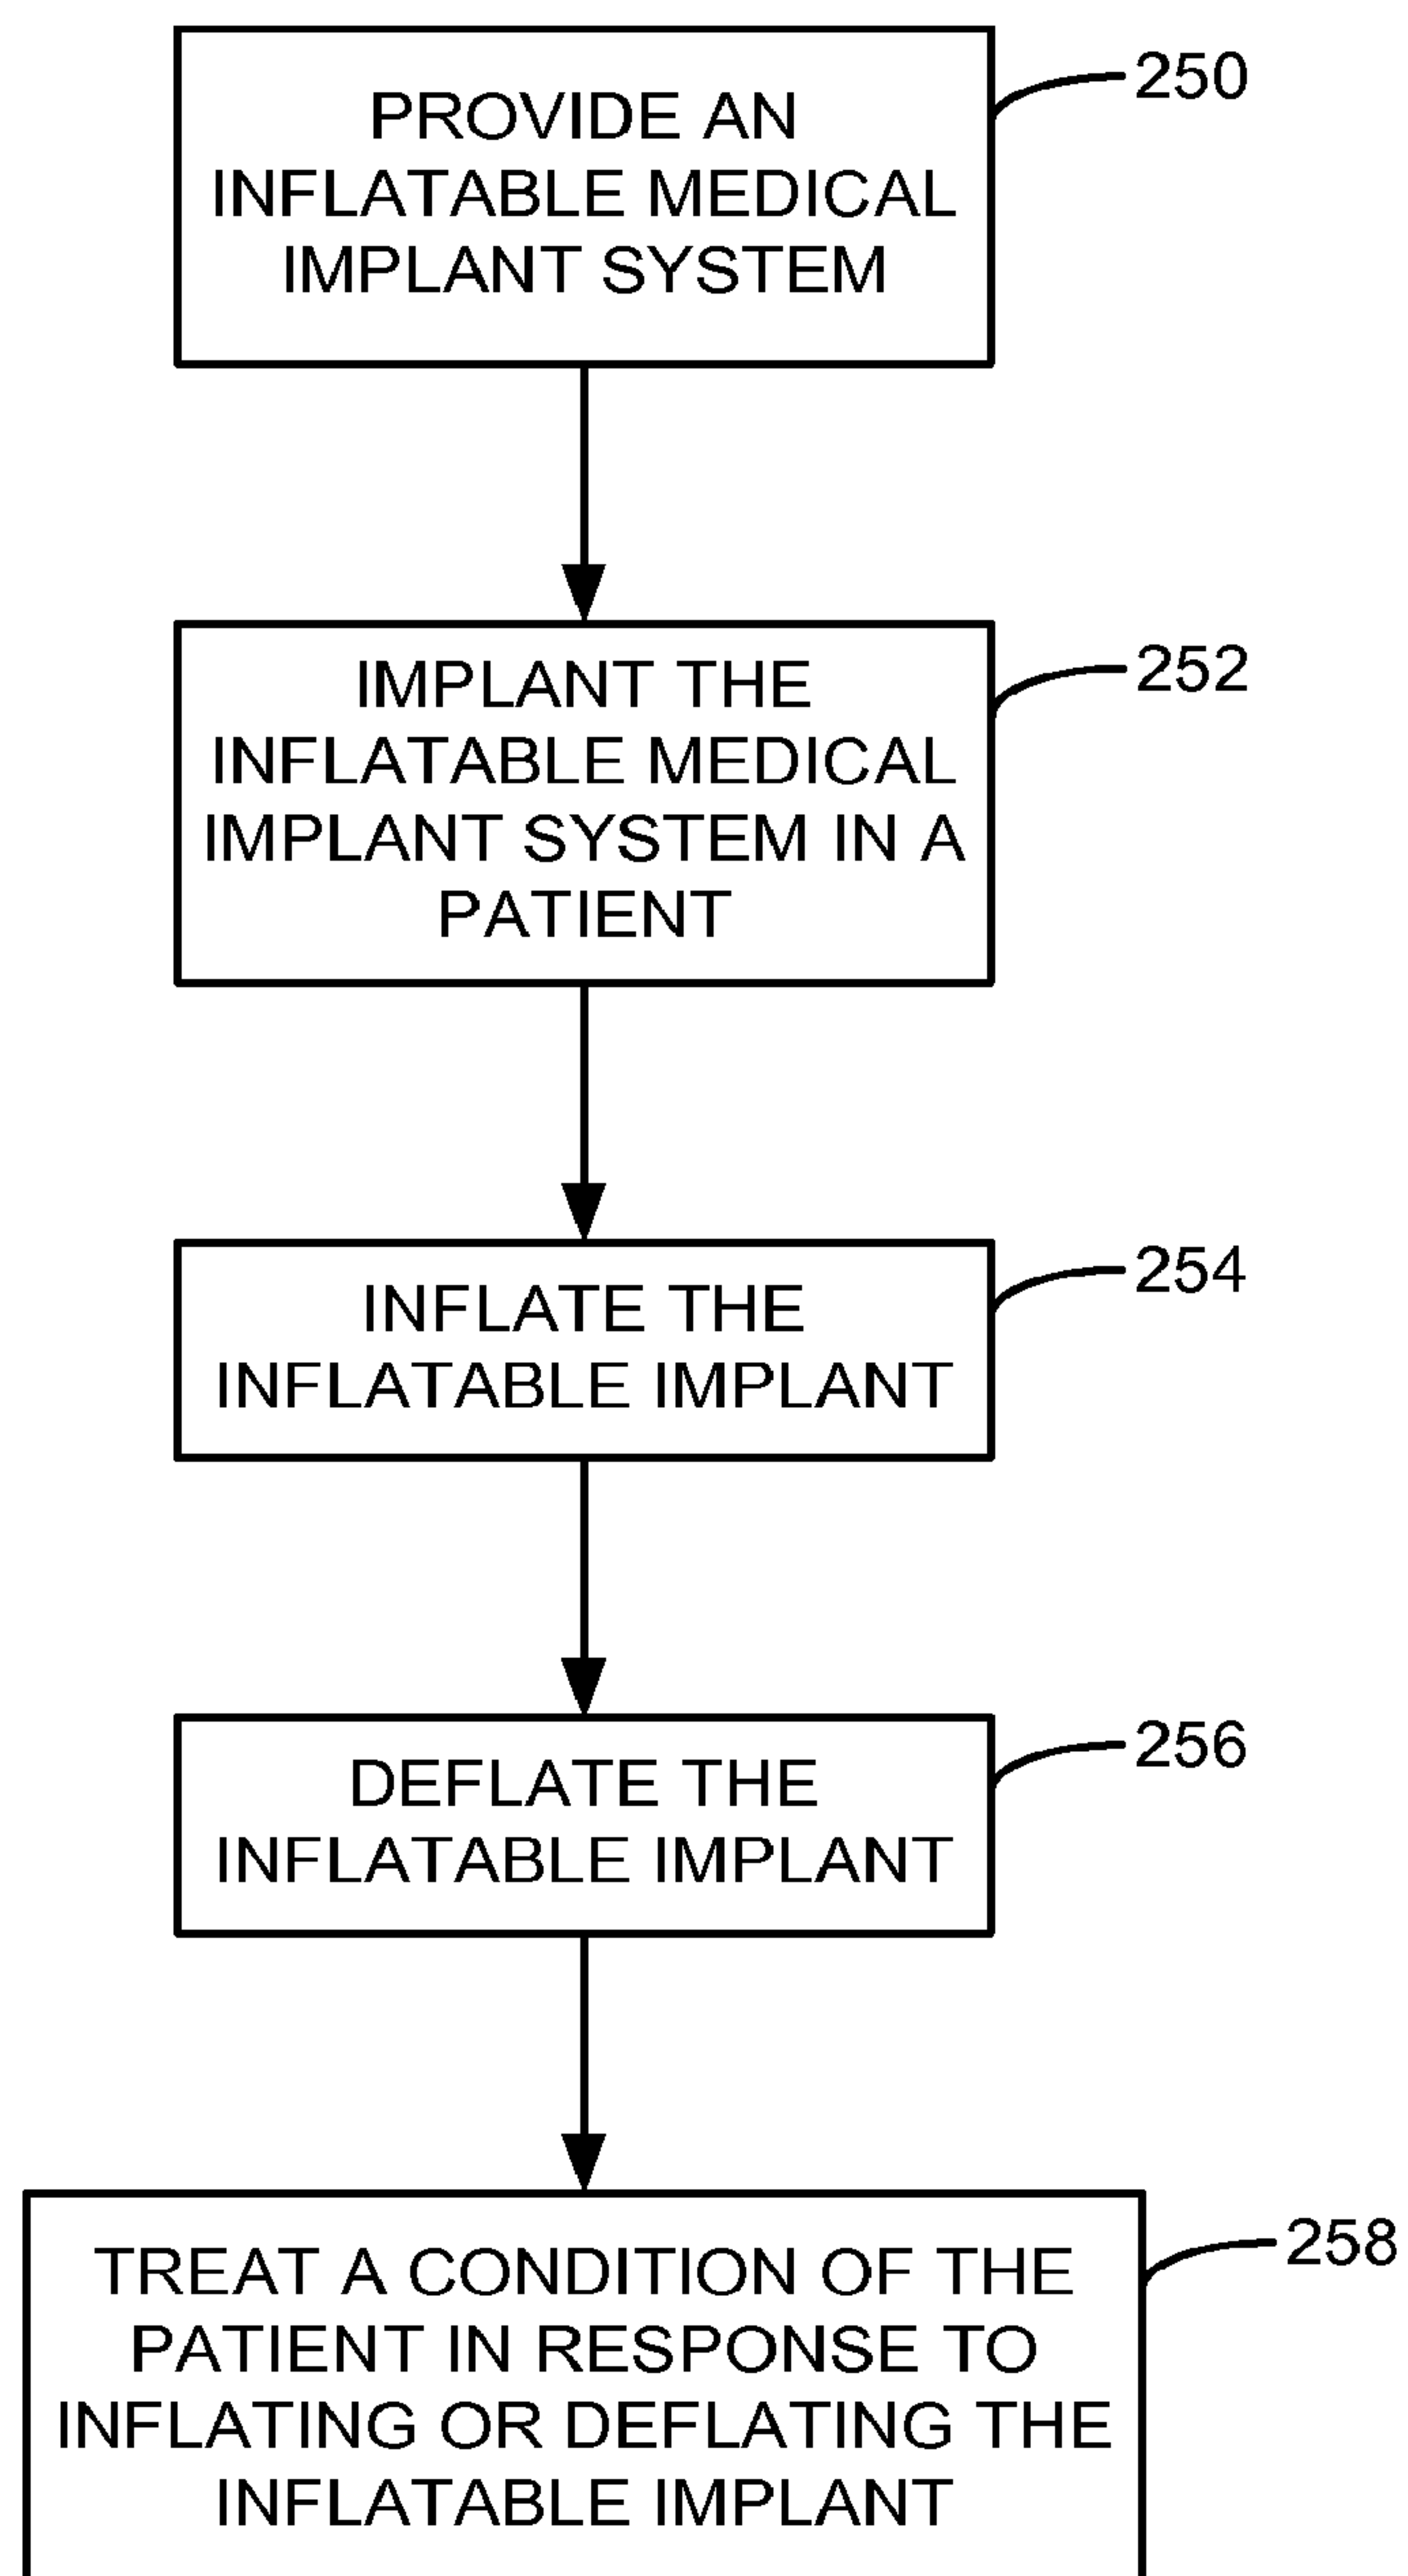 PROVIDE AN
INFLATABLE MEDICAL
IMPLANT SYSTEM
250
IMPLANT THE
INFLATABLE MEDICAL
IMPLANT SYSTEM IN A
PATIENT
252
INFLATE THE
INFLATABLE IMPLANT
254
DEFLATE THE
INFLATABLE IMPLANT
256
TREAT A CONDITION OF THE
PATIENT IN RESPONSE TO
INFLATING OR DEFLATING THE
INFLATABLE IMPLANT
258